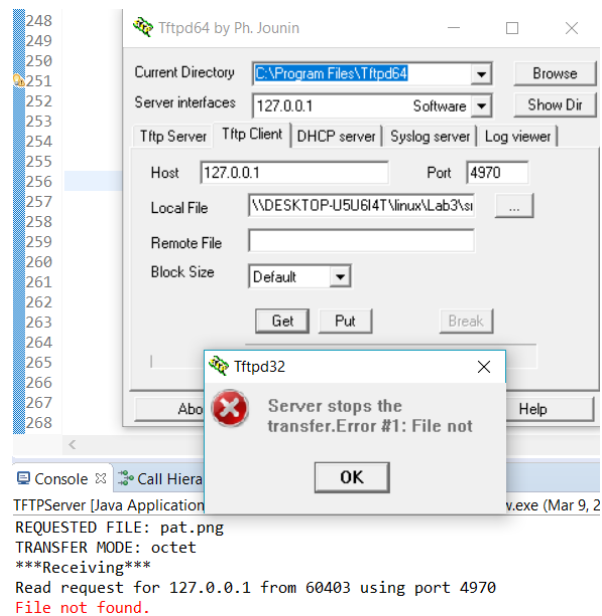 248
249
250
251
252
253
254
255
256
257
258
259
260
261
262
263
264
265
266
267
268
Tftpd64 by Ph. Jounin
Current Directory C:\Program Files\Tftpd64 Browse
Server interfaces 127.0.0.1 Software Show Dir
Tftp Server Tftp Client DHCP server Syslog server Log viewer
Host 127.0.0.1 Port 4970
Local File \\DESKTOP-U5U6I4T\linux\Lab3\sr ...
Remote File
Block Size Default
Get Put Break
Tftpd32
Server stops the
transfer.Error #1: File not
OK
Abo Help
Console Call Hiera
TFTPServer [Java Application w.exe (Mar 9, 2
REQUESTED FILE: pat.png
TRANSFER MODE: octet
***Receiving***
Read request for 127.0.0.1 from 60403 using port 4970
File not found.